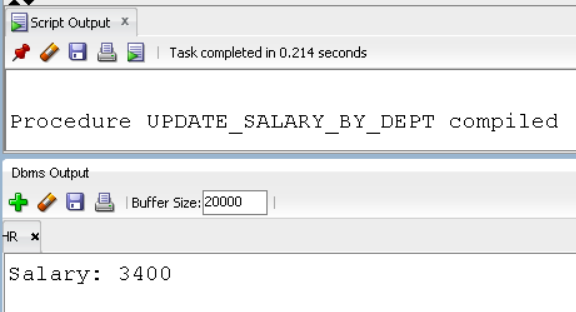 Script Output x
Task completed in 0.214 seconds
Procedure UPDATE_SALARY_BY_DEPT compiled
Dbms Output
Buffer Size: 20000
HR x
Salary: 3400